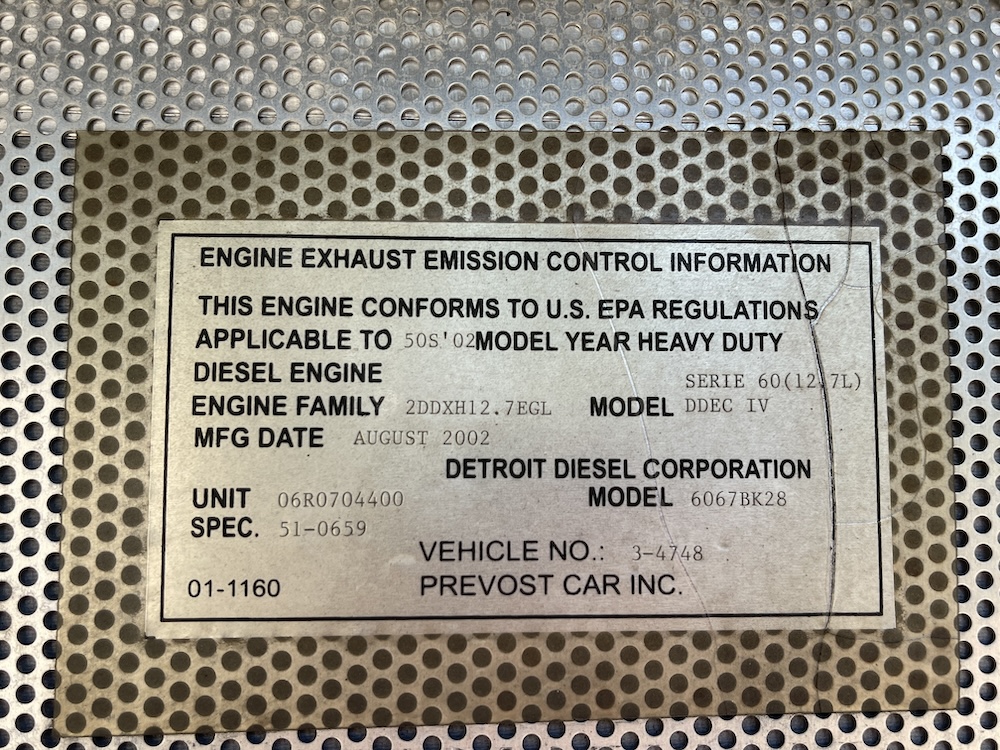 ENGINE EXHAUST EMISSION CONTROL INFORMATION
THIS ENGINE CONFORMS TO U.S. EPA REGULATIONS
APPLICABLE TO 50S'02MODEL YEAR HEAVY DUTY
DIESEL ENGINE
SERIE 60(12.7L)
ENGINE FAMILY 2DDXH12.7EGL MODEL DDEC IV
MFG DATE AUGUST 2002
DETROIT DIESEL CORPORATION
UNIT 06R0704400 MODEL 6067BK28
SPEC. 51-0659
VEHICLE NO.: 3-4748
01-1160 PREVOST CAR INC.